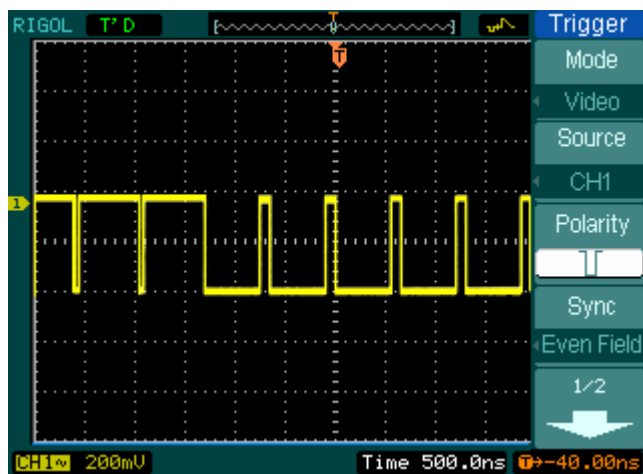 RIGOL T'D T Trigger
T
Mode
Video
Source
1
CH1
Polarity
Sync
Even Field
1/2
CH1~ 200mV Time 500.0ns T→-40.00ns